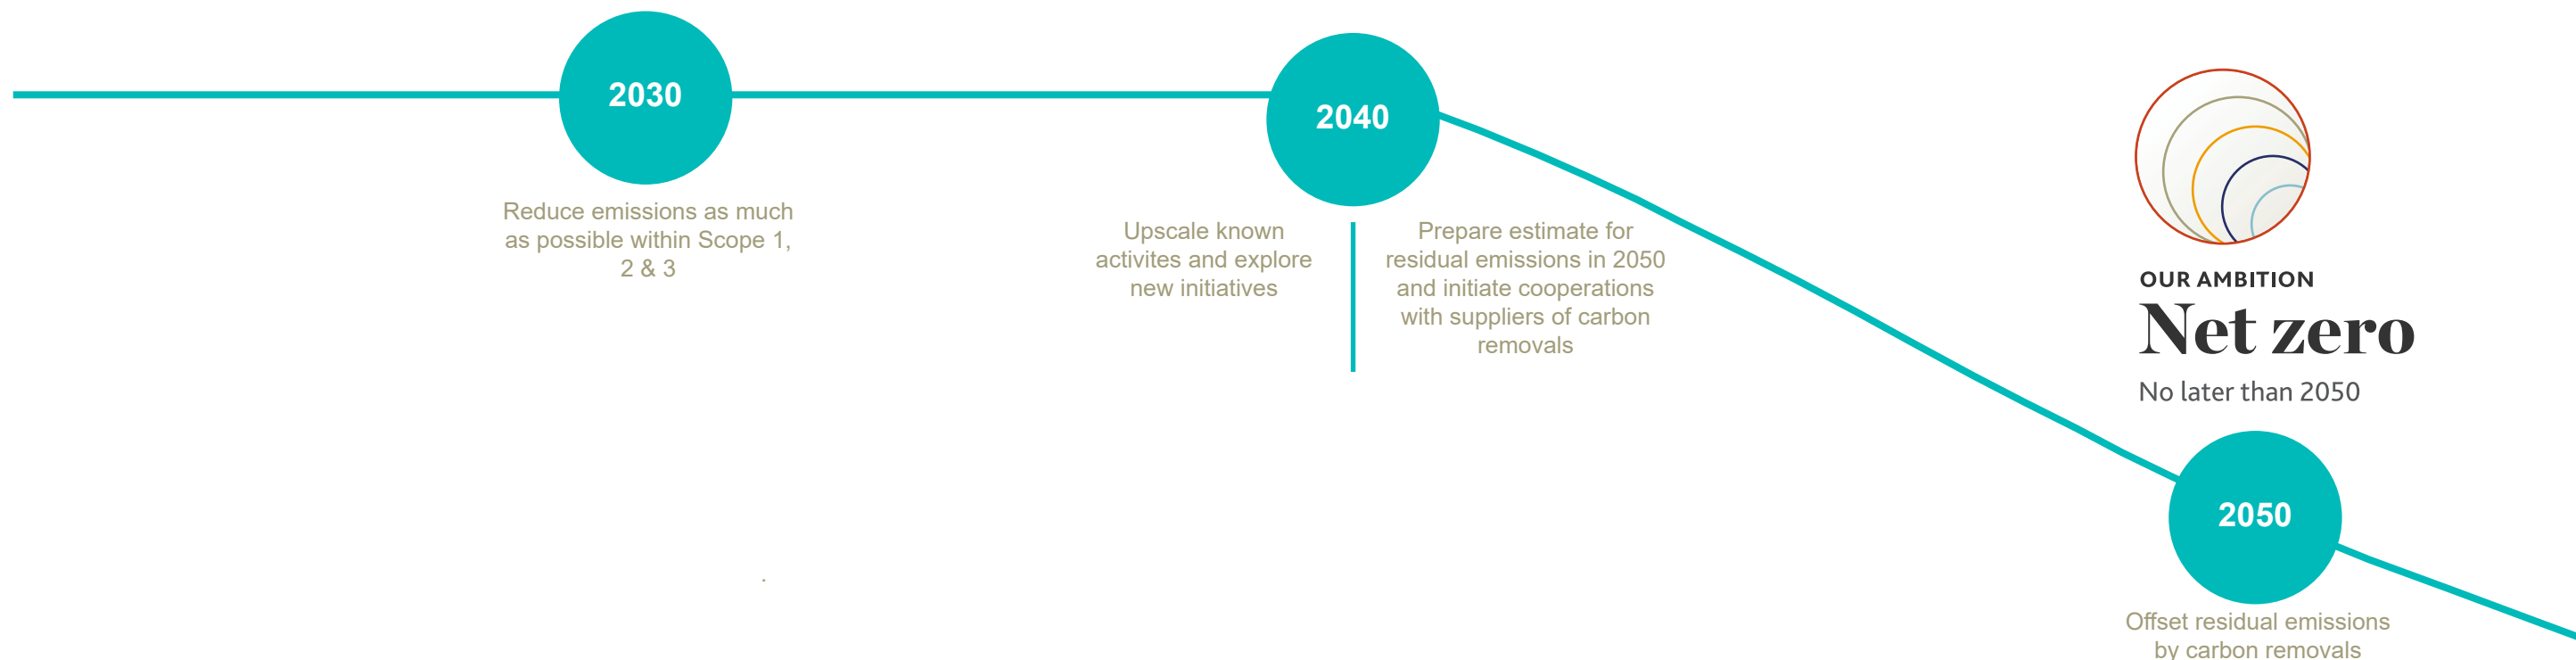 2030
Reduce emissions as much
as possible within Scope 1,
2 & 3
2040
Upscale known
activites and explore
new initiatives
Prepare estimate for
residual emissions in 2050
and initiate cooperations
with suppliers of carbon
removals
OUR AMBITION
Net zero
No later than 2050
2050
Offset residual emissions
by carbon removals